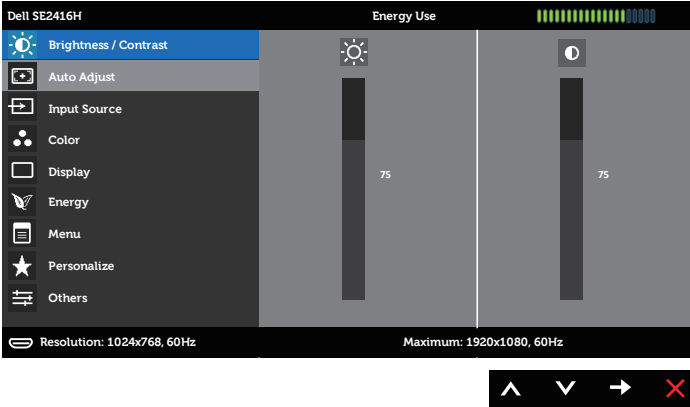 Dell SE2416H Energy Use
Brightness / Contrast
Auto Adjust
Input Source
Color
Display 75 75
Energy
Menu
Personalize
Others
Resolution: 1024x768, 60Hz Maximum: 1920x1080, 60Hz